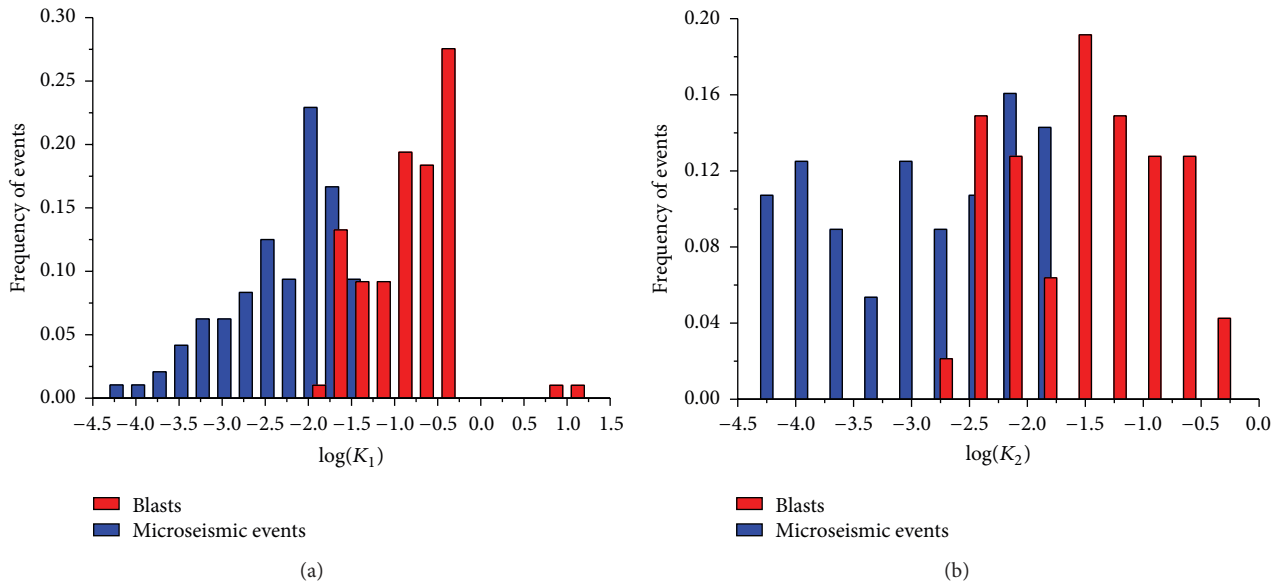 0.30
0.25
0.20
0.15
0.10
0.05
0.00
Frequency of events
−4.5 −3.5 −3.0 −2.5 −2.0 −1.5 −1.0 −0.5 0.0 0.5 1.0 1.5
log(K1)
Blasts
Microseismic events
(a)
0.20
0.16
0.12
0.08
0.04
0.00
Frequency of events
−4.5 −4.0 −3.5 −3.0 −2.5 −2.0 −1.5 −1.0 −0.5 0.0
log(K2)
Blasts
Microseismic events
(b)